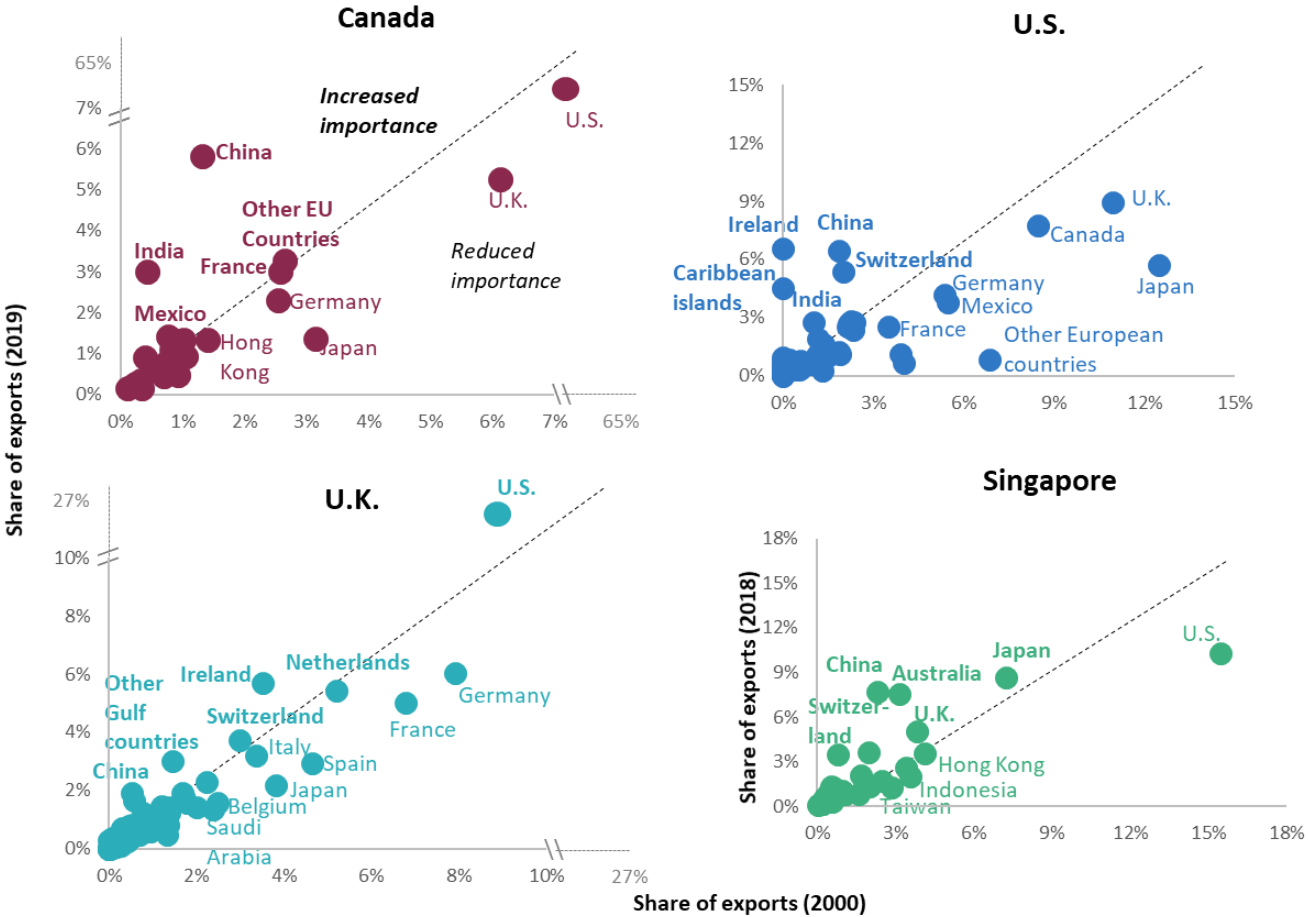 Canada
65%
7%
6%
5%
4%
3%
2%
1%
0%
Increased
importance
Reduced
importance
U.S.
China
U.K.
Other EU
Countries
India
France
Germany
Mexico
Hong
Kong
Japan
0%
1%
2%
3%
4%
5%
6%
7%
65%
U.S.
15%
12%
9%
6%
3%
0%
U.K.
Ireland
China
Canada
Switzerland
Caribbean
islands
Germany
Japan
India
Mexico
France
Other European
countries
0%
3%
6%
9%
12%
15%
Share of exports (2019)
U.K.
27%
10%
8%
6%
4%
2%
0%
U.S.
Netherlands
Ireland
Other
Gulf
countries
Germany
Switzerland
France
Italy
Spain
China
Japan
Belgium
Saudi
Arabia
0%
2%
4%
6%
8%
10%
27%
Singapore
Share of exports (2018)
18%
15%
12%
9%
6%
3%
0%
U.S.
Japan
China
Australia
Switzer-
land
U.K.
Hong Kong
Indonesia
Taiwan
0%
3%
6%
9%
12%
15%
18%
Share of exports (2000)